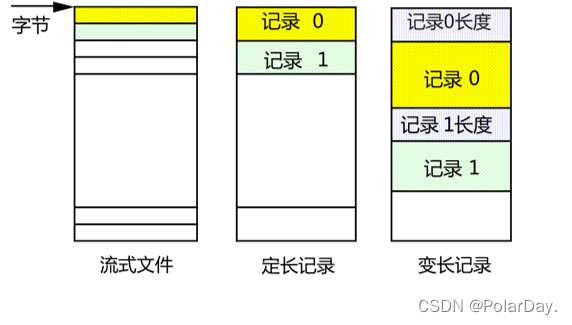 字节
记录 0
记录 1
记录0长度
记录 0
记录 1长度
记录 1
流式文件
定长记录
变长记录
CSDN @PolarDay.